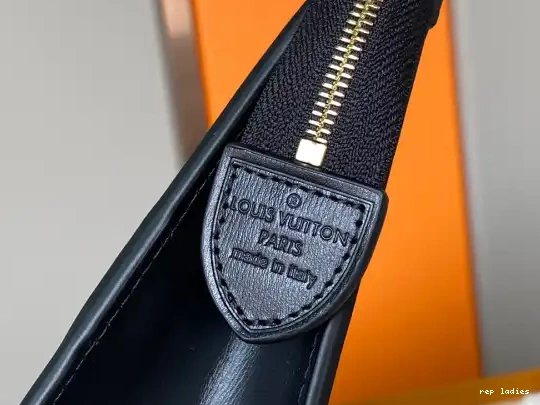 ®
LOUIS VUITTON
PARIS
made in italy
rep ladies